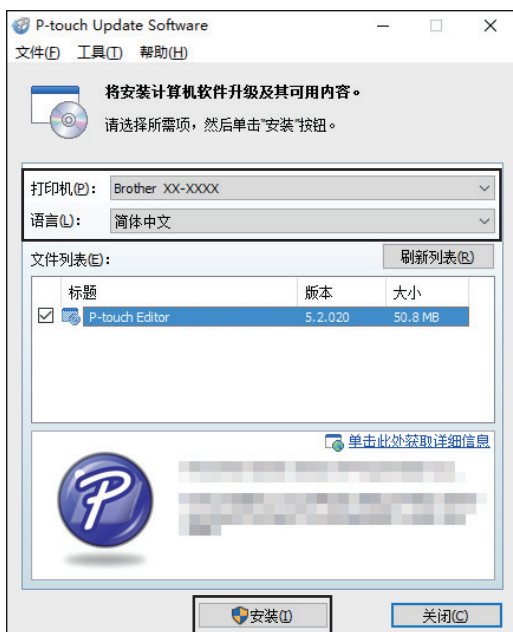 P-touch Update Software
文件(F) 工具(T) 帮助(H)
将安装计算机软件升级及其可用内容。
请选择所需项，然后单击"安装"按钮。
打印机(P): Brother XX-XXXX
语言(L): 简体中文
文件列表(E): 刷新列表(R)
标题 版本 大小
P-touch Editor 5.2.020 50.8 MB
单击此处获取详细信息
P
安装(I) 关闭(C)